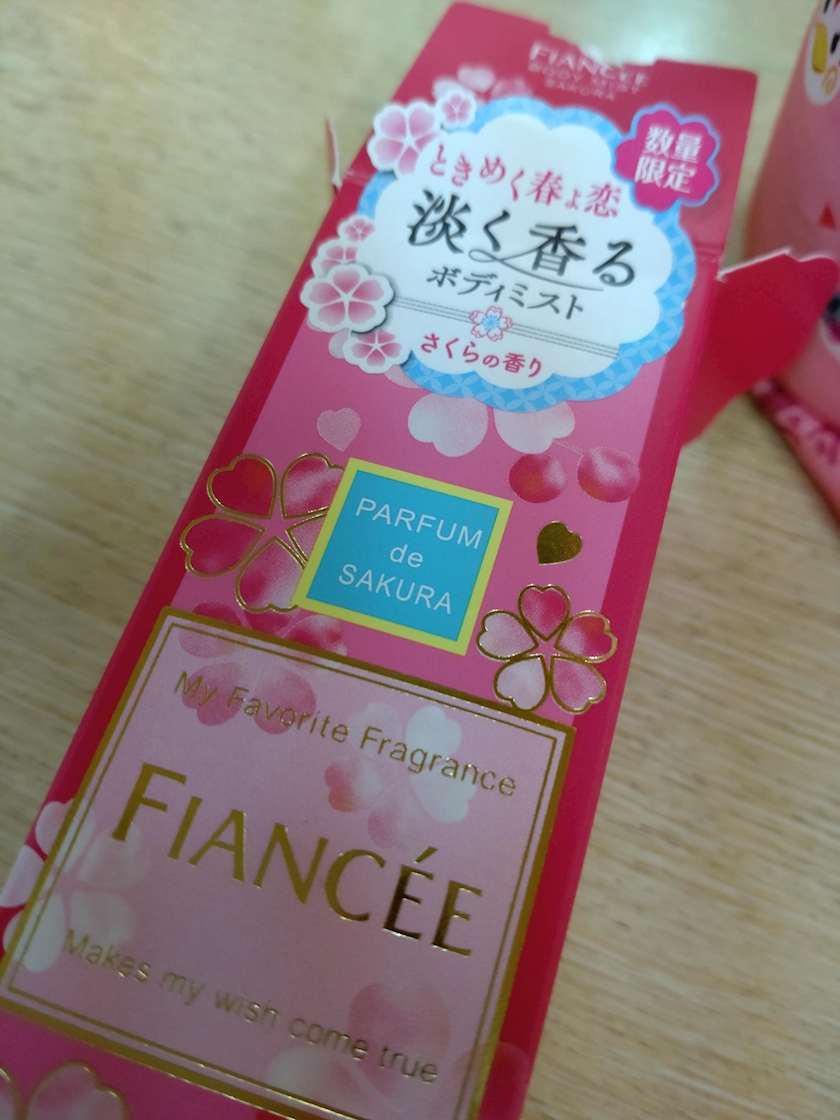 FIANCÉE
BODY MIST
SAKURA
数量
限定
ときめく春よ恋
淡く香る
ボディミスト
さくらの香り
PARFUM
de
SAKURA
My Favorite Fragrance
FIANCÉE
Makes my wish come true